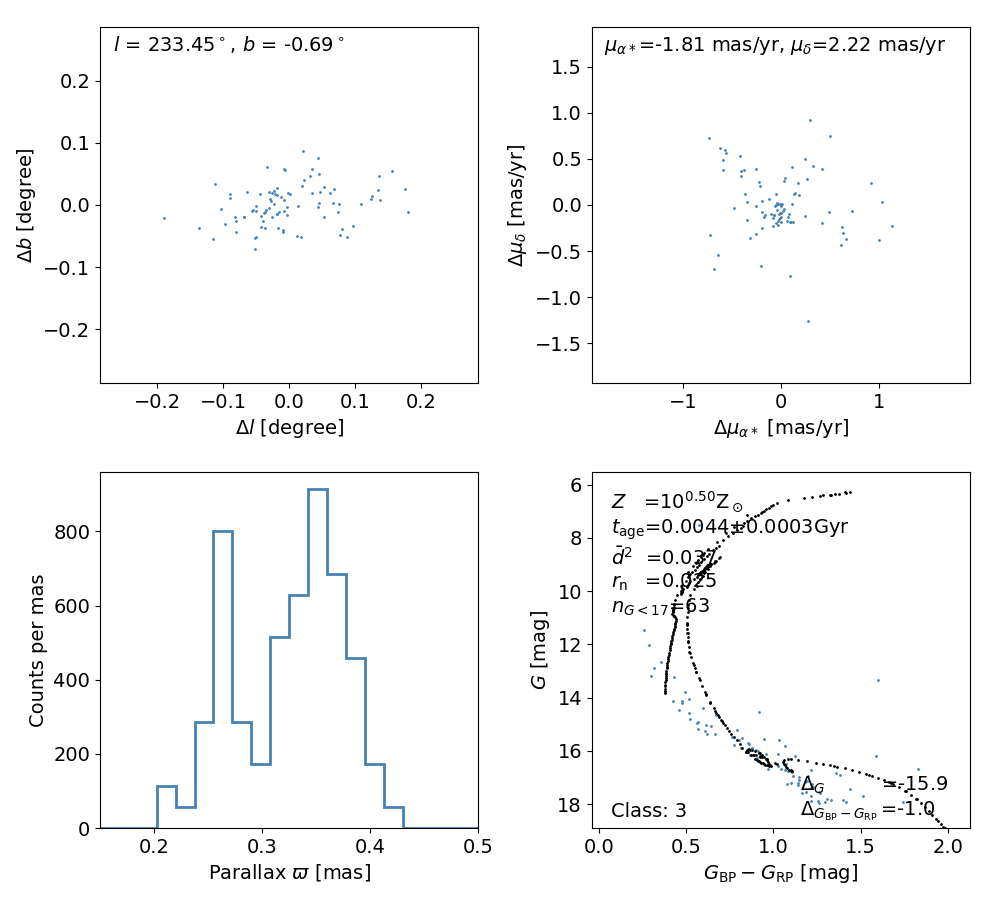 l = 233.45°, b = -0.69°
0.2
0.1
0.0
−0.1
−0.2
Δb [degree]
−0.2 −0.1 0.0 0.1 0.2
Δl [degree]
μα*=-1.81 mas/yr, μδ=2.22 mas/yr
1.5
1.0
0.5
0.0
−0.5
−1.0
−1.5
Δμδ [mas/yr]
−1 0 1
Δμα* [mas/yr]
800
600
400
200
0
Counts per mas
0.2 0.3 0.4 0.5
Parallax ϖ [mas]
6
8
10
12
14
16
18
G [mag]
Z =10^0.50 Z⊙
t_age=0.0044±0.0003Gyr
d̄² =0.037
r_n =0.025
n_G<17=63
Δ_G =-15.9
Δ_GBP−GRP =-1.0
Class: 3
0.0 0.5 1.0 1.5 2.0
G_BP − G_RP [mag]